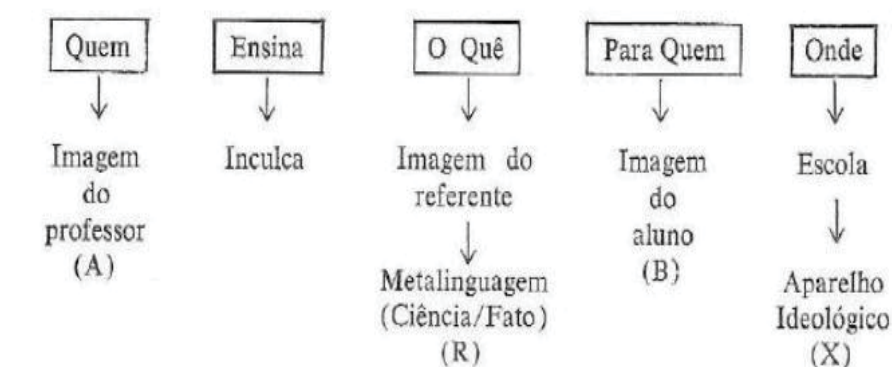 Quem
Ensina
O Quê
Para Quem
Onde
Imagem
do
professor
(A)
Inculca
Imagem do
referente
Metalinguagem
(Ciência/Fato)
(R)
Imagem
do
aluno
(B)
Escola
Aparelho
Ideológico
(X)